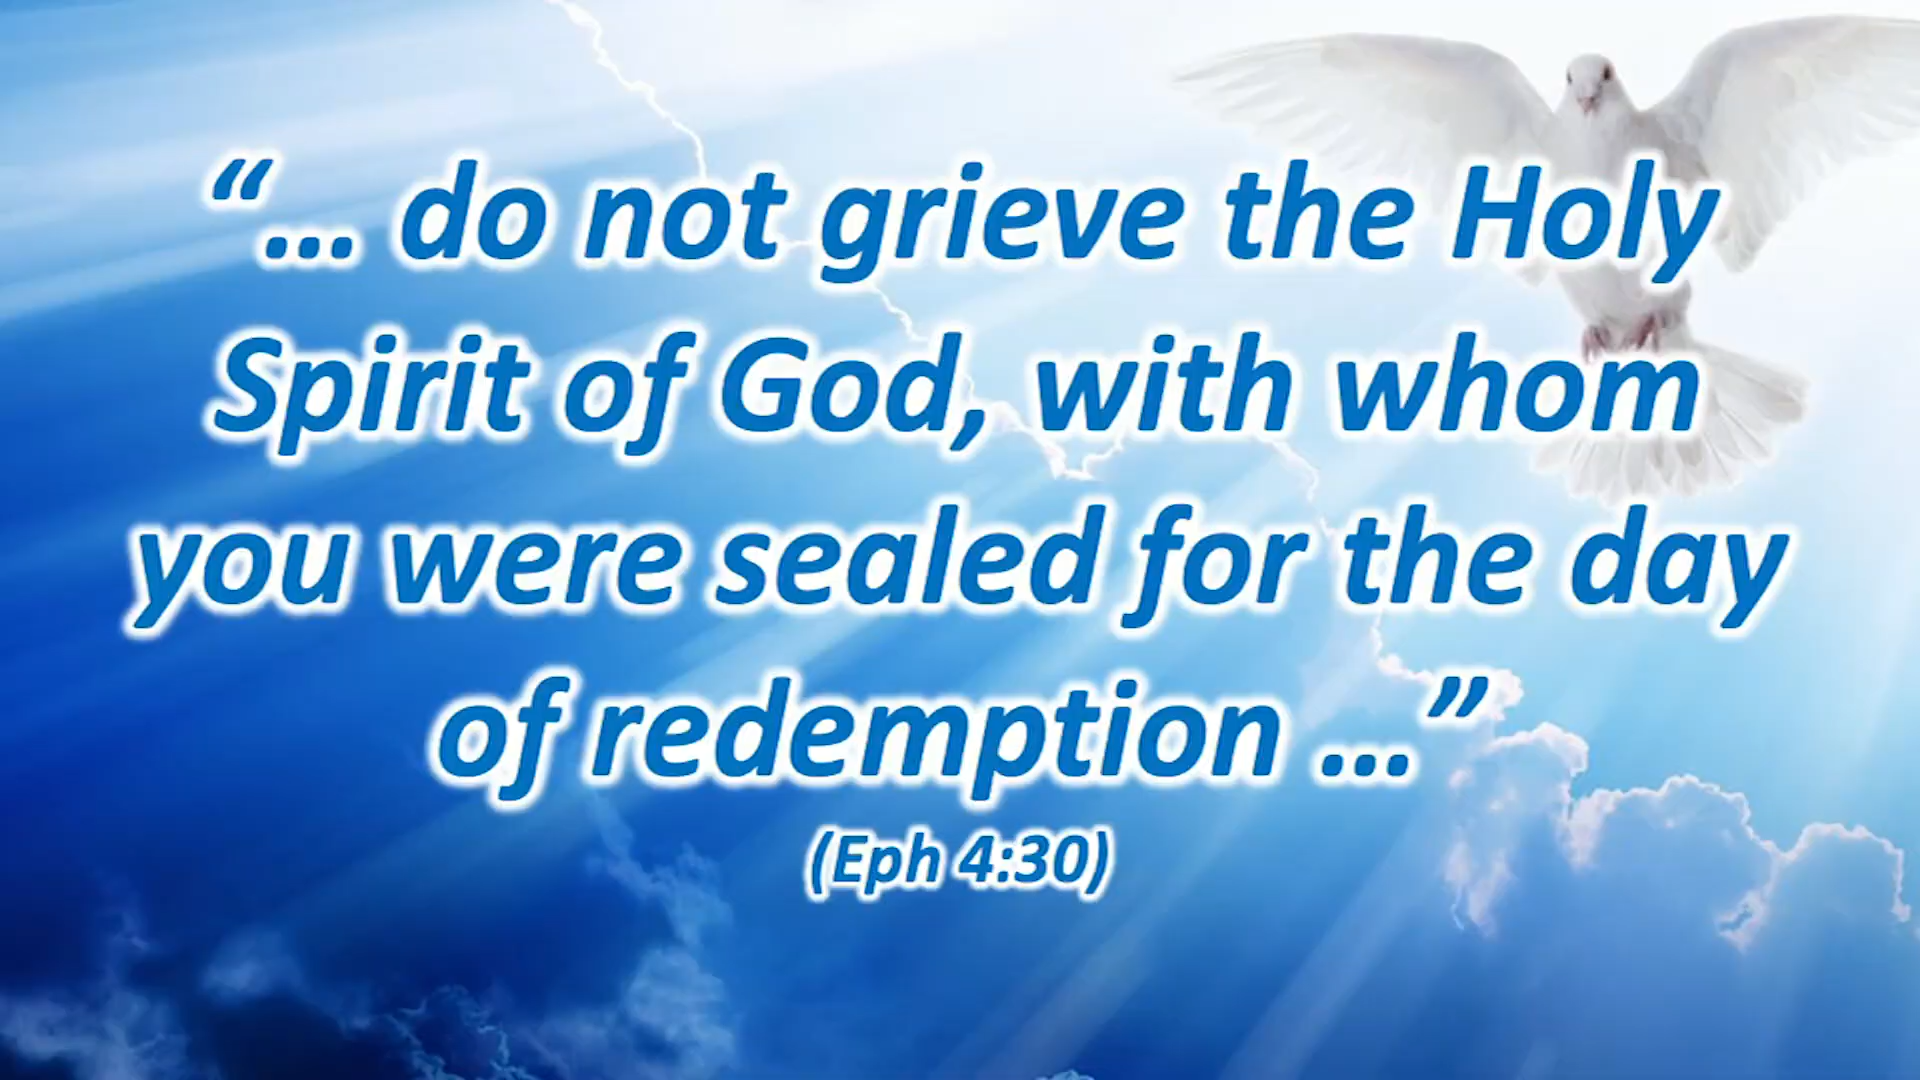 “... do not grieve the Holy
Spirit of God, with whom
you were sealed for the day
of redemption ...”
(Eph 4:30)